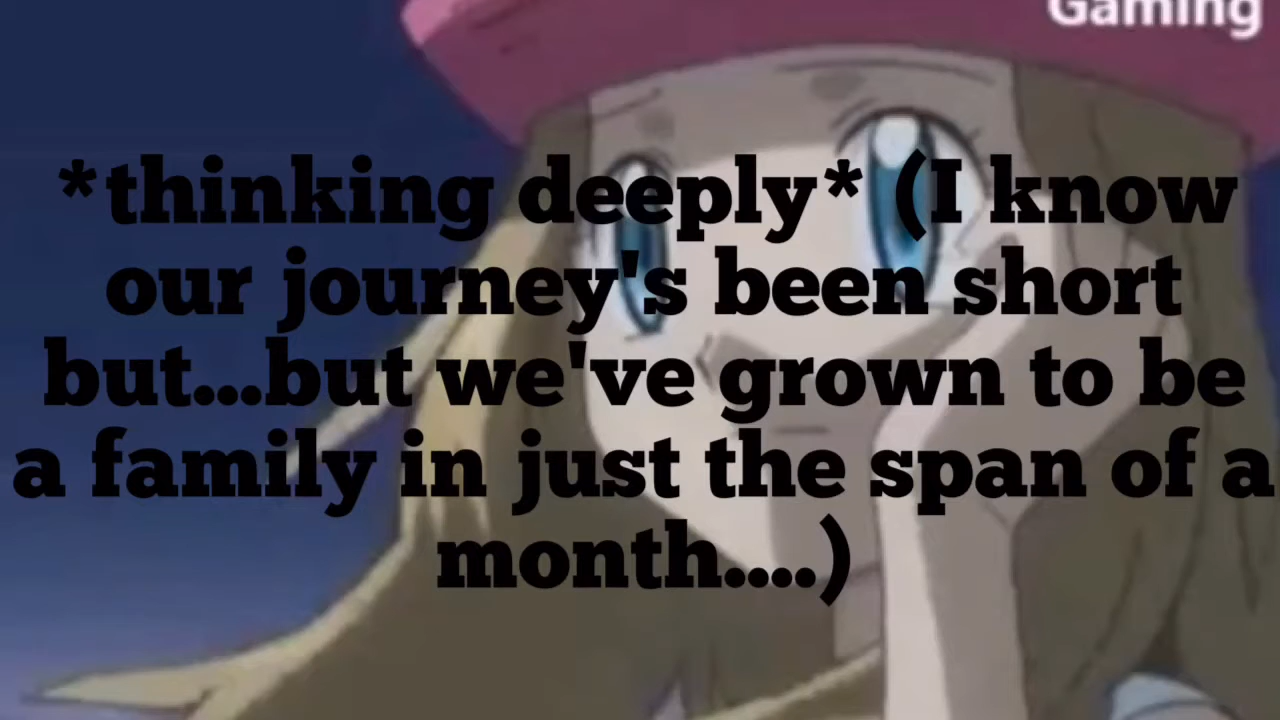 Gaming
*thinking deeply* (I know
our journey's been short
but...but we've grown to be
a family in just the span of a
month....)